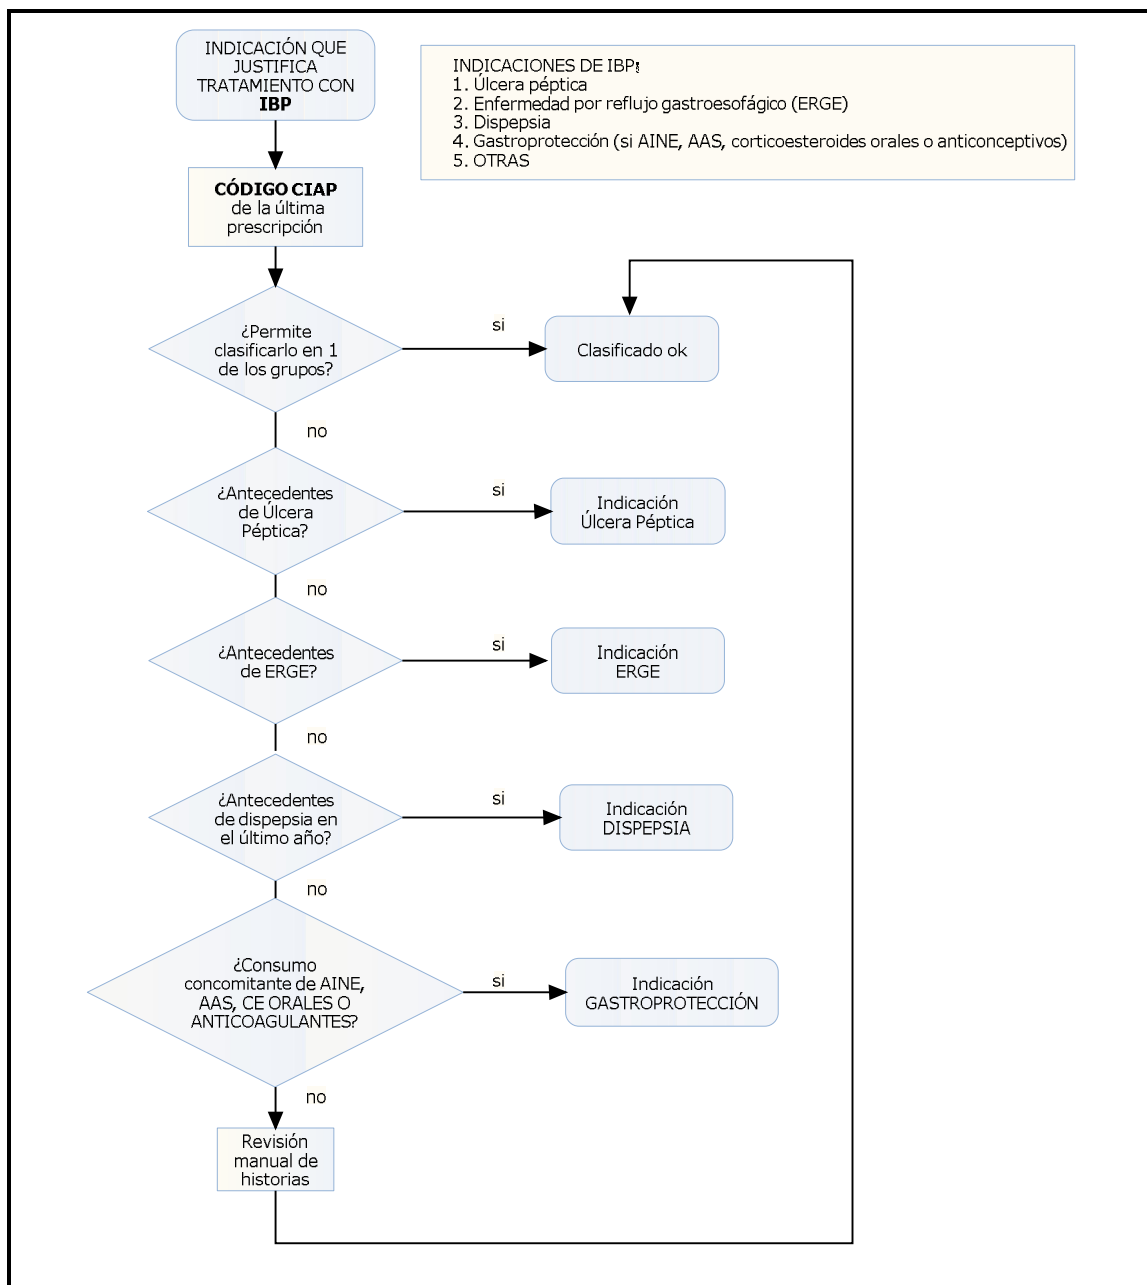 INDICACIÓN QUE
JUSTIFICA
TRATAMIENTO CON
IBP
INDICACIONES DE IBP:
1. Úlcera péptica
2. Enfermedad por reflujo gastroesofágico (ERGE)
3. Dispepsia
4. Gastroprotección (si AINE, AAS, corticoesteroides orales o anticonceptivos)
5. OTRAS
CÓDIGO CIAP
de la última
prescripción
¿Permite
clasificarlo en 1
de los grupos?
si
Clasificado ok
no
¿Antecedentes
de Úlcera
Péptica?
si
Indicación
Úlcera Péptica
no
¿Antecedentes
de ERGE?
si
Indicación
ERGE
no
¿Antecedentes
de dispepsia en
el último año?
si
Indicación
DISPEPSIA
no
¿Consumo
concomitante de AINE,
AAS, CE ORALES O
ANTICOAGULANTES?
si
Indicación
GASTROPROTECCIÓN
no
Revisión
manual de
historias